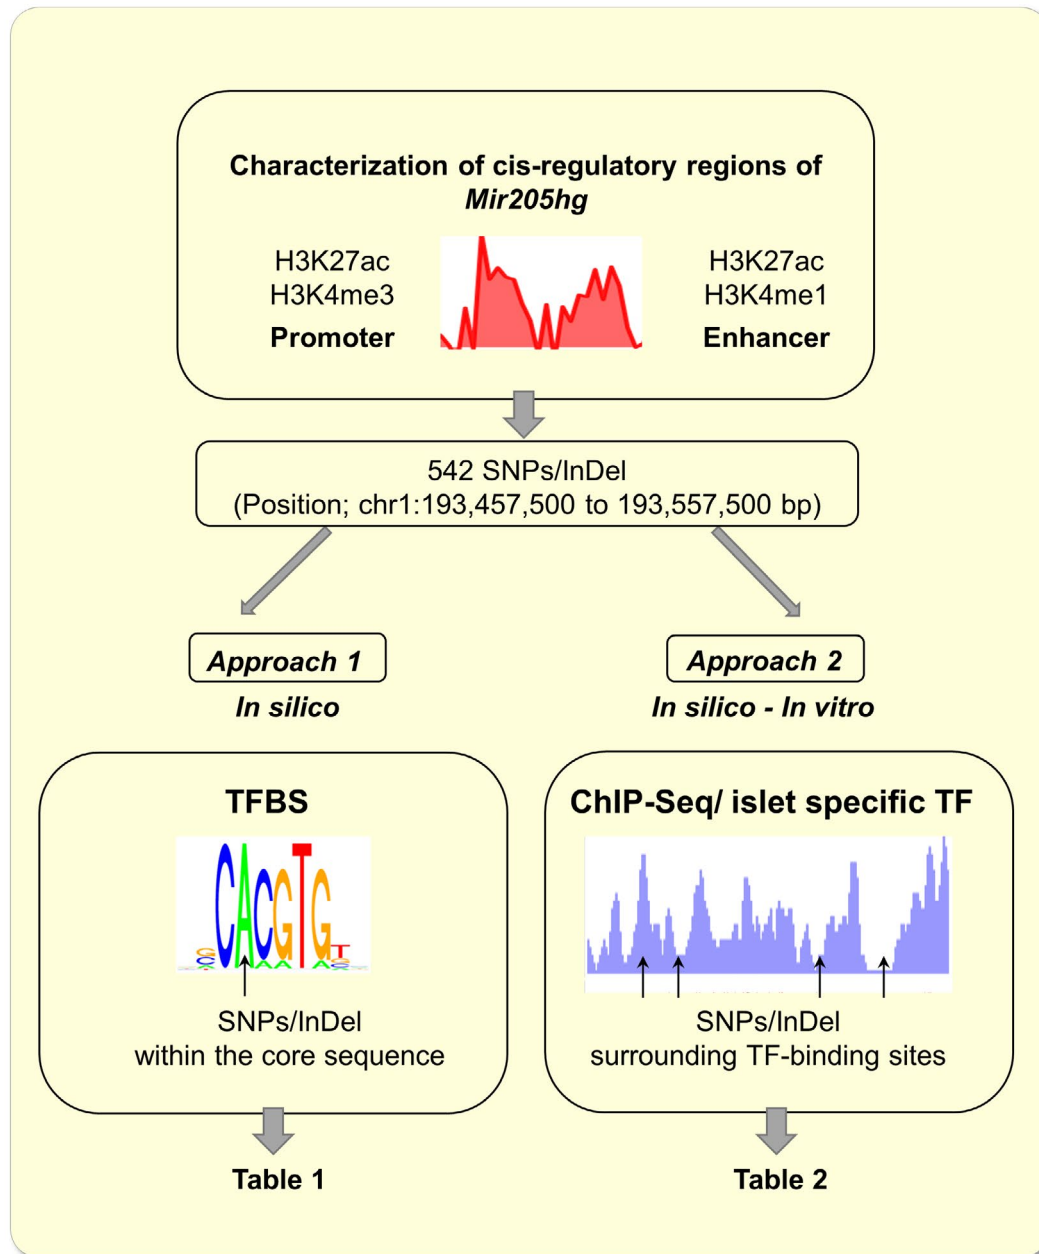 Characterization of cis-regulatory regions of
Mir205hg
H3K27ac
H3K4me3
Promoter
H3K27ac
H3K4me1
Enhancer
542 SNPs/InDel
(Position; chr1:193,457,500 to 193,557,500 bp)
Approach 1
In silico
Approach 2
In silico - In vitro
TFBS
CACGTG
SNPs/InDel
within the core sequence
ChIP-Seq/ islet specific TF
SNPs/InDel
surrounding TF-binding sites
Table 1
Table 2